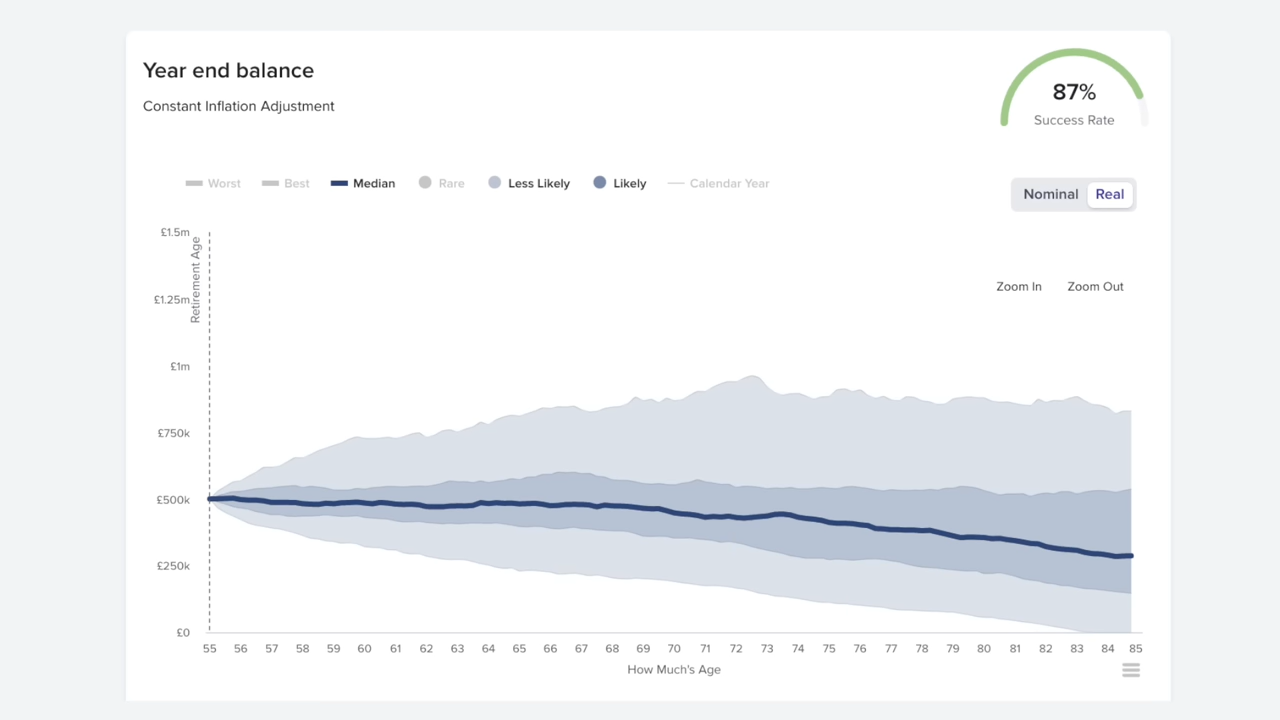 Year end balance
Constant Inflation Adjustment
87%
Success Rate
Worst Best Median Rare Less Likely Likely Calendar Year
Nominal Real
Zoom In Zoom Out
Retirement Age
£1.5m
£1.25m
£1m
£750k
£500k
£250k
£0
55 56 57 58 59 60 61 62 63 64 65 66 67 68 69 70 71 72 73 74 75 76 77 78 79 80 81 82 83 84 85
How Much's Age